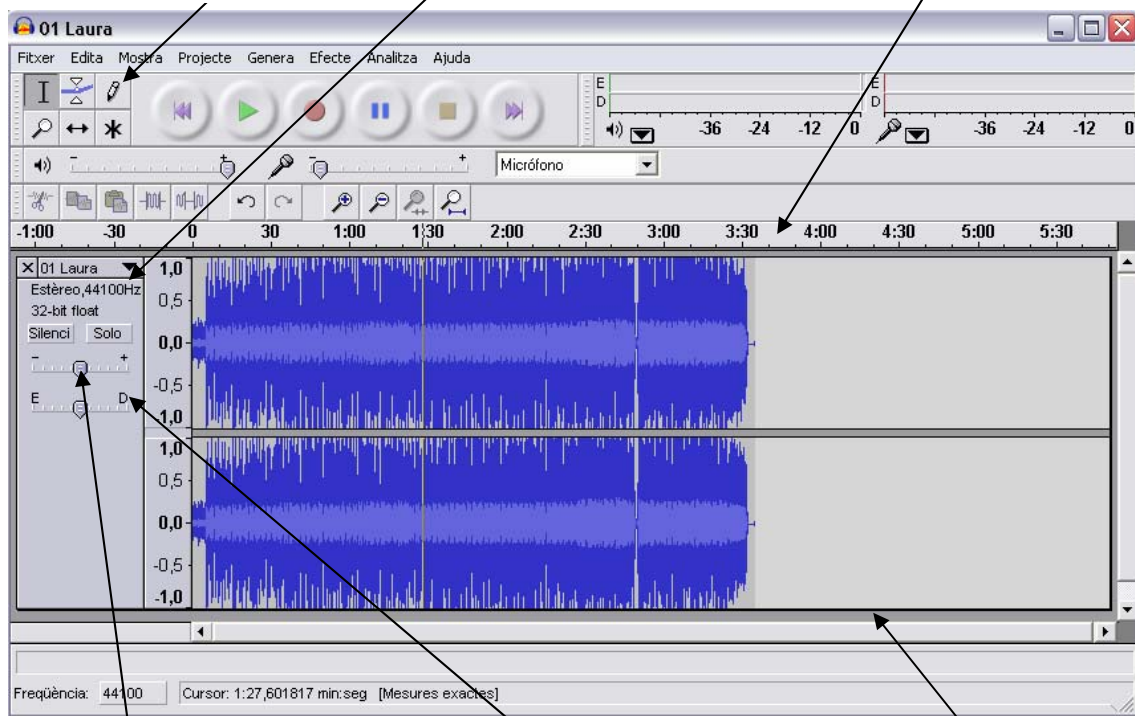 01 Laura
Fitxer Edita Mostra Projecte Genera Efecte Analitza Ajuda
E
D
-36 -24 -12 0
E
D
-36 -24 -12 0
- + - + Micrófono
-1:00 -30 0 30 1:00 1:30 2:00 2:30 3:00 3:30 4:00 4:30 5:00 5:30
01 Laura
Estèreo,44100Hz
32-bit float
Silenci Solo
- +
E D
1,0
0,5
0,0
-0,5
-1,0
1,0
0,5
0,0
-0,5
-1,0
Freqüència: 44100 Cursor: 1:27,601817 min:seg [Mesures exactes]